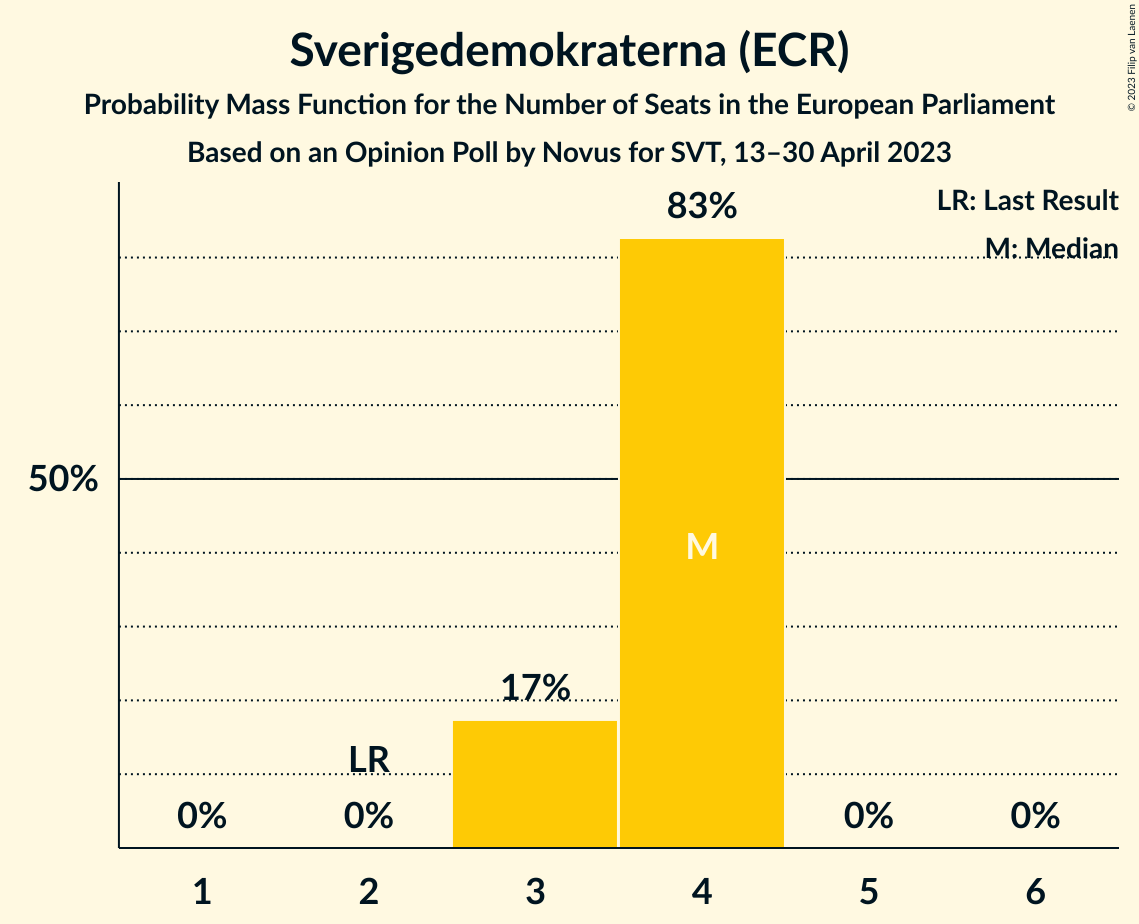 Sverigedemokraterna (ECR)
Probability Mass Function for the Number of Seats in the European Parliament
Based on an Opinion Poll by Novus for SVT, 13–30 April 2023
© 2023 Filip van Laenen
LR: Last Result
M: Median
83%
50%
M
17%
LR
0%
0%
0%
0%
1
2
3
4
5
6